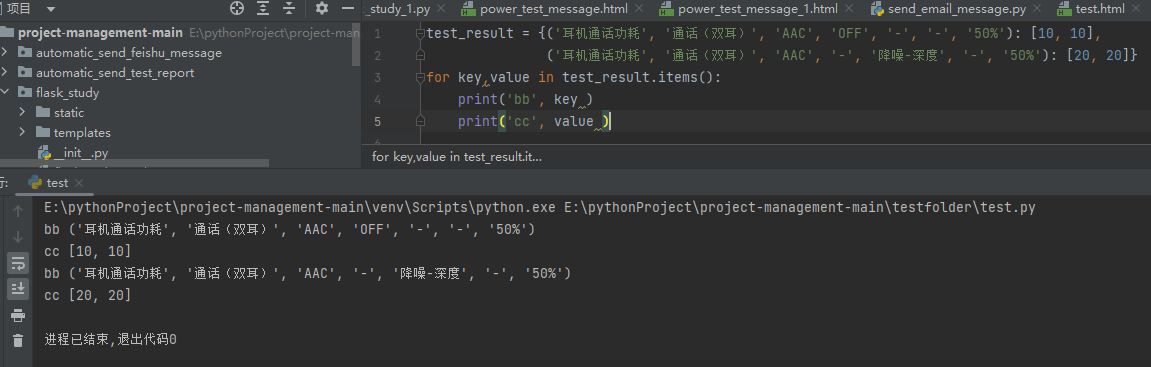 项目
_study_1.py
power_test_message.html
power_test_message_1.html
send_email_message.py
test.html
project-management-main E:\pythonProject\project-man
automatic_send_feishu_message
automatic_send_test_report
flask_study
static
templates
__init__.py
1 test_result = {('耳机通话功耗', '通话（双耳）', 'AAC', 'OFF', '-', '-', '50%'): [10, 10],
2 ('耳机通话功耗', '通话（双耳）', 'AAC', '-', '降噪-深度', '-', '50%'): [20, 20]}
3 for key,value in test_result.items():
4 print('bb', key )
5 print('cc', value )
for key,value in test_result.it...
行:
test
E:\pythonProject\project-management-main\venv\Scripts\python.exe E:\pythonProject\project-management-main\testfolder\test.py
bb ('耳机通话功耗', '通话（双耳）', 'AAC', 'OFF', '-', '-', '50%')
cc [10, 10]
bb ('耳机通话功耗', '通话（双耳）', 'AAC', '-', '降噪-深度', '-', '50%')
cc [20, 20]
进程已结束,退出代码0